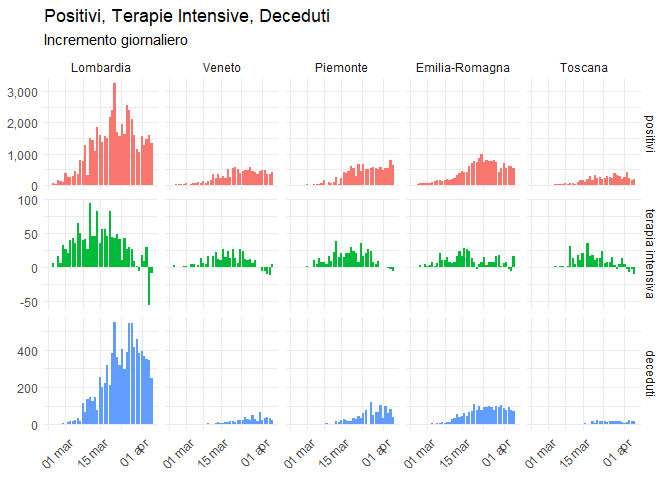 Positivi, Terapie Intensive, Deceduti
Incremento giornaliero
Lombardia Veneto Piemonte Emilia-Romagna Toscana
3,000
2,000
1,000
0
positivi
100
50
0
-50
terapia intensiva
400
200
0
deceduti
01 mar 15 mar 01 apr 01 mar 15 mar 01 apr 01 mar 15 mar 01 apr 01 mar 15 mar 01 apr 01 mar 15 mar 01 apr